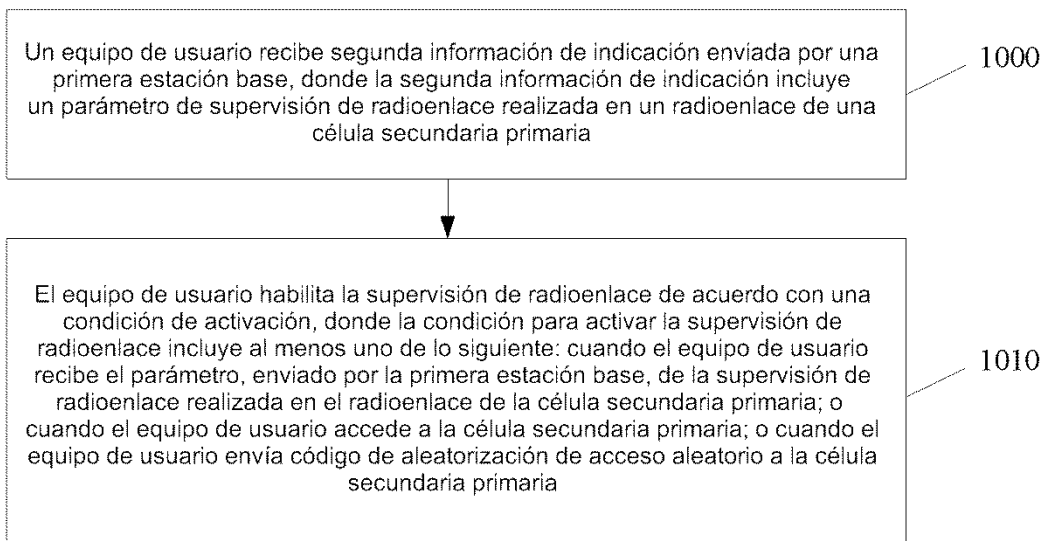 Un equipo de usuario recibe segunda información de indicación enviada por una
primera estación base, donde la segunda información de indicación incluye
un parámetro de supervisión de radioenlace realizada en un radioenlace de una
célula secundaria primaria
1000
El equipo de usuario habilita la supervisión de radioenlace de acuerdo con una
condición de activación, donde la condición para activar la supervisión de
radioenlace incluye al menos uno de lo siguiente: cuando el equipo de usuario
recibe el parámetro, enviado por la primera estación base, de la supervisión de
radioenlace realizada en el radioenlace de la célula secundaria primaria; o
cuando el equipo de usuario accede a la célula secundaria primaria; o cuando el
equipo de usuario envía código de aleatorización de acceso aleatorio a la célula
secundaria primaria
1010